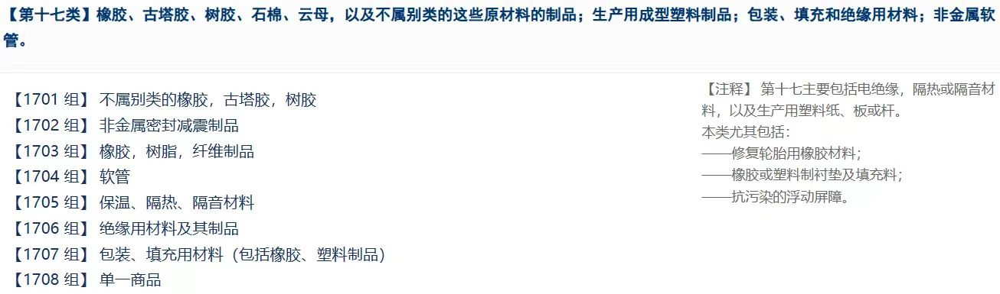 【第十七类】橡胶、古塔胶、树胶、石棉、云母，以及不属别类的这些原材料的制品；生产用成型塑料制品；包装、填充和绝缘用材料；非金属软
管。
【1701 组】 不属别类的橡胶，古塔胶，树胶
【1702 组】 非金属密封减震制品
【1703 组】 橡胶，树脂，纤维制品
【1704 组】 软管
【1705 组】 保温、隔热、隔音材料
【1706 组】 绝缘用材料及其制品
【1707 组】 包装、填充用材料（包括橡胶、塑料制品）
【1708 组】 单一商品
【注释】 第十七主要包括电绝缘，隔热或隔音材
料，以及生产用塑料纸、板或杆。
本类尤其包括：
——修复轮胎用橡胶材料；
——橡胶或塑料制衬垫及填充料；
——抗污染的浮动屏障。